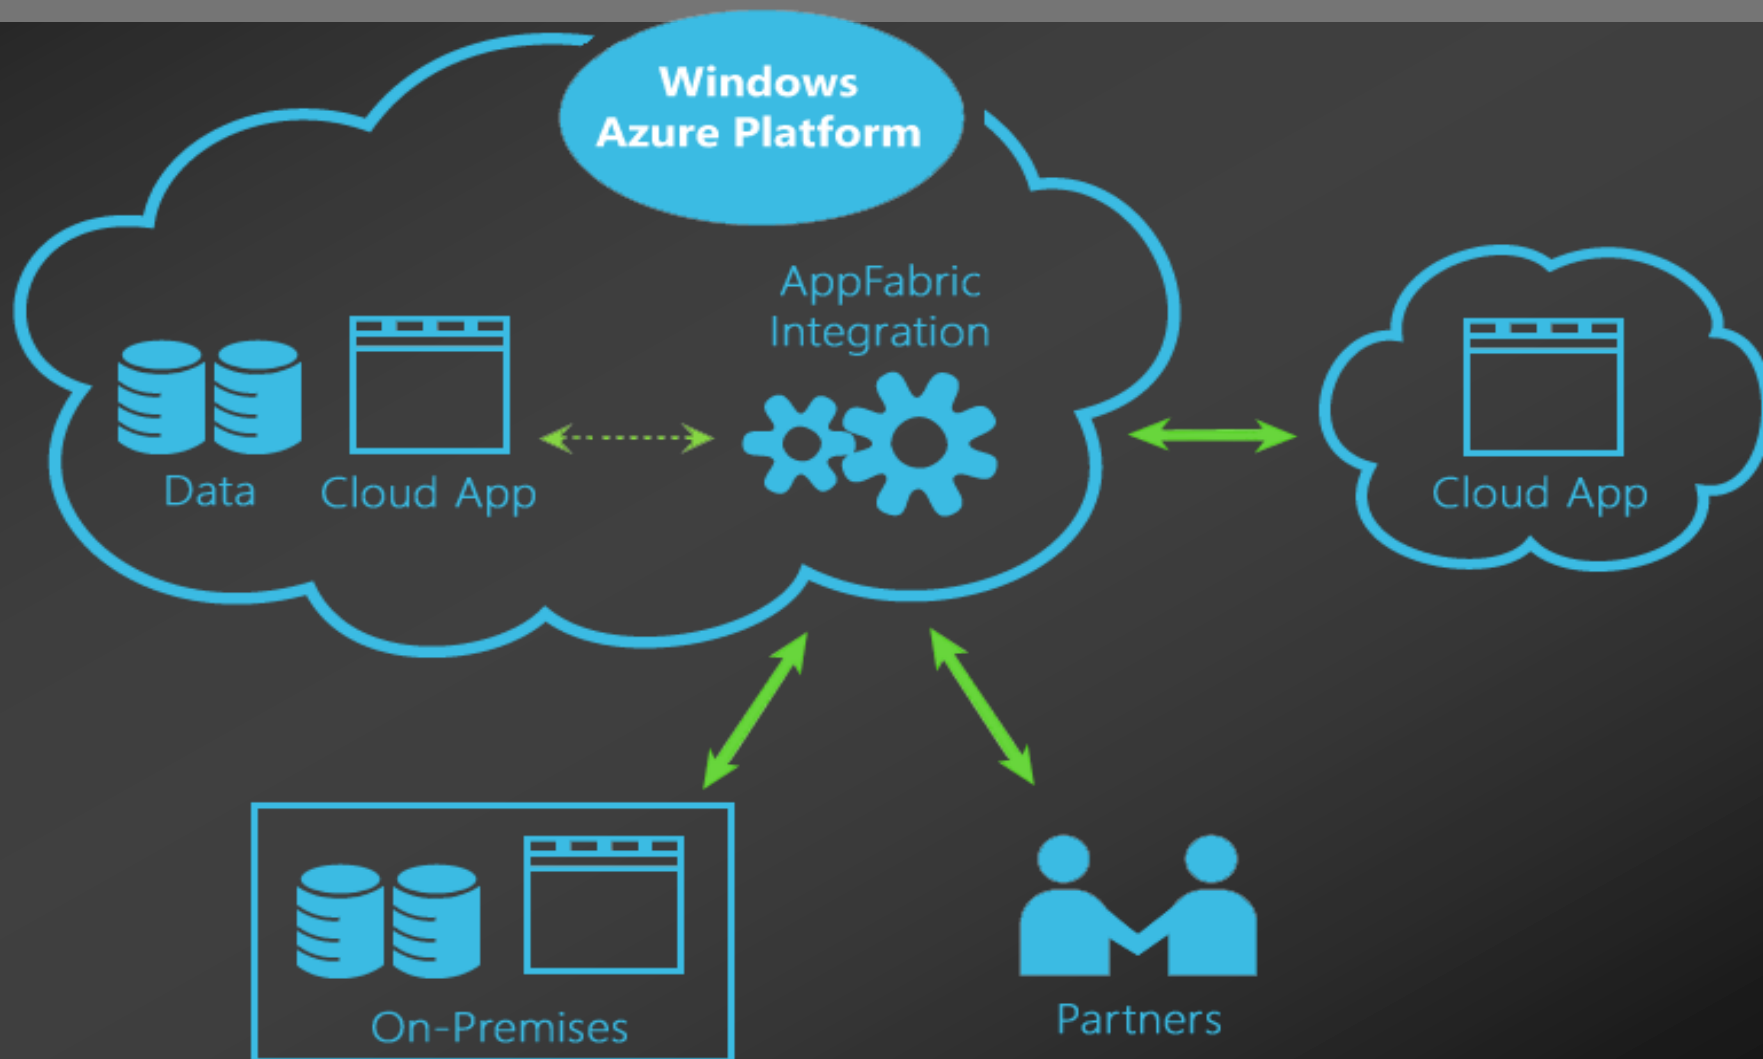 Windows
Azure Platform
AppFabric
Integration
Data
Cloud App
Cloud App
On-Premises
Partners